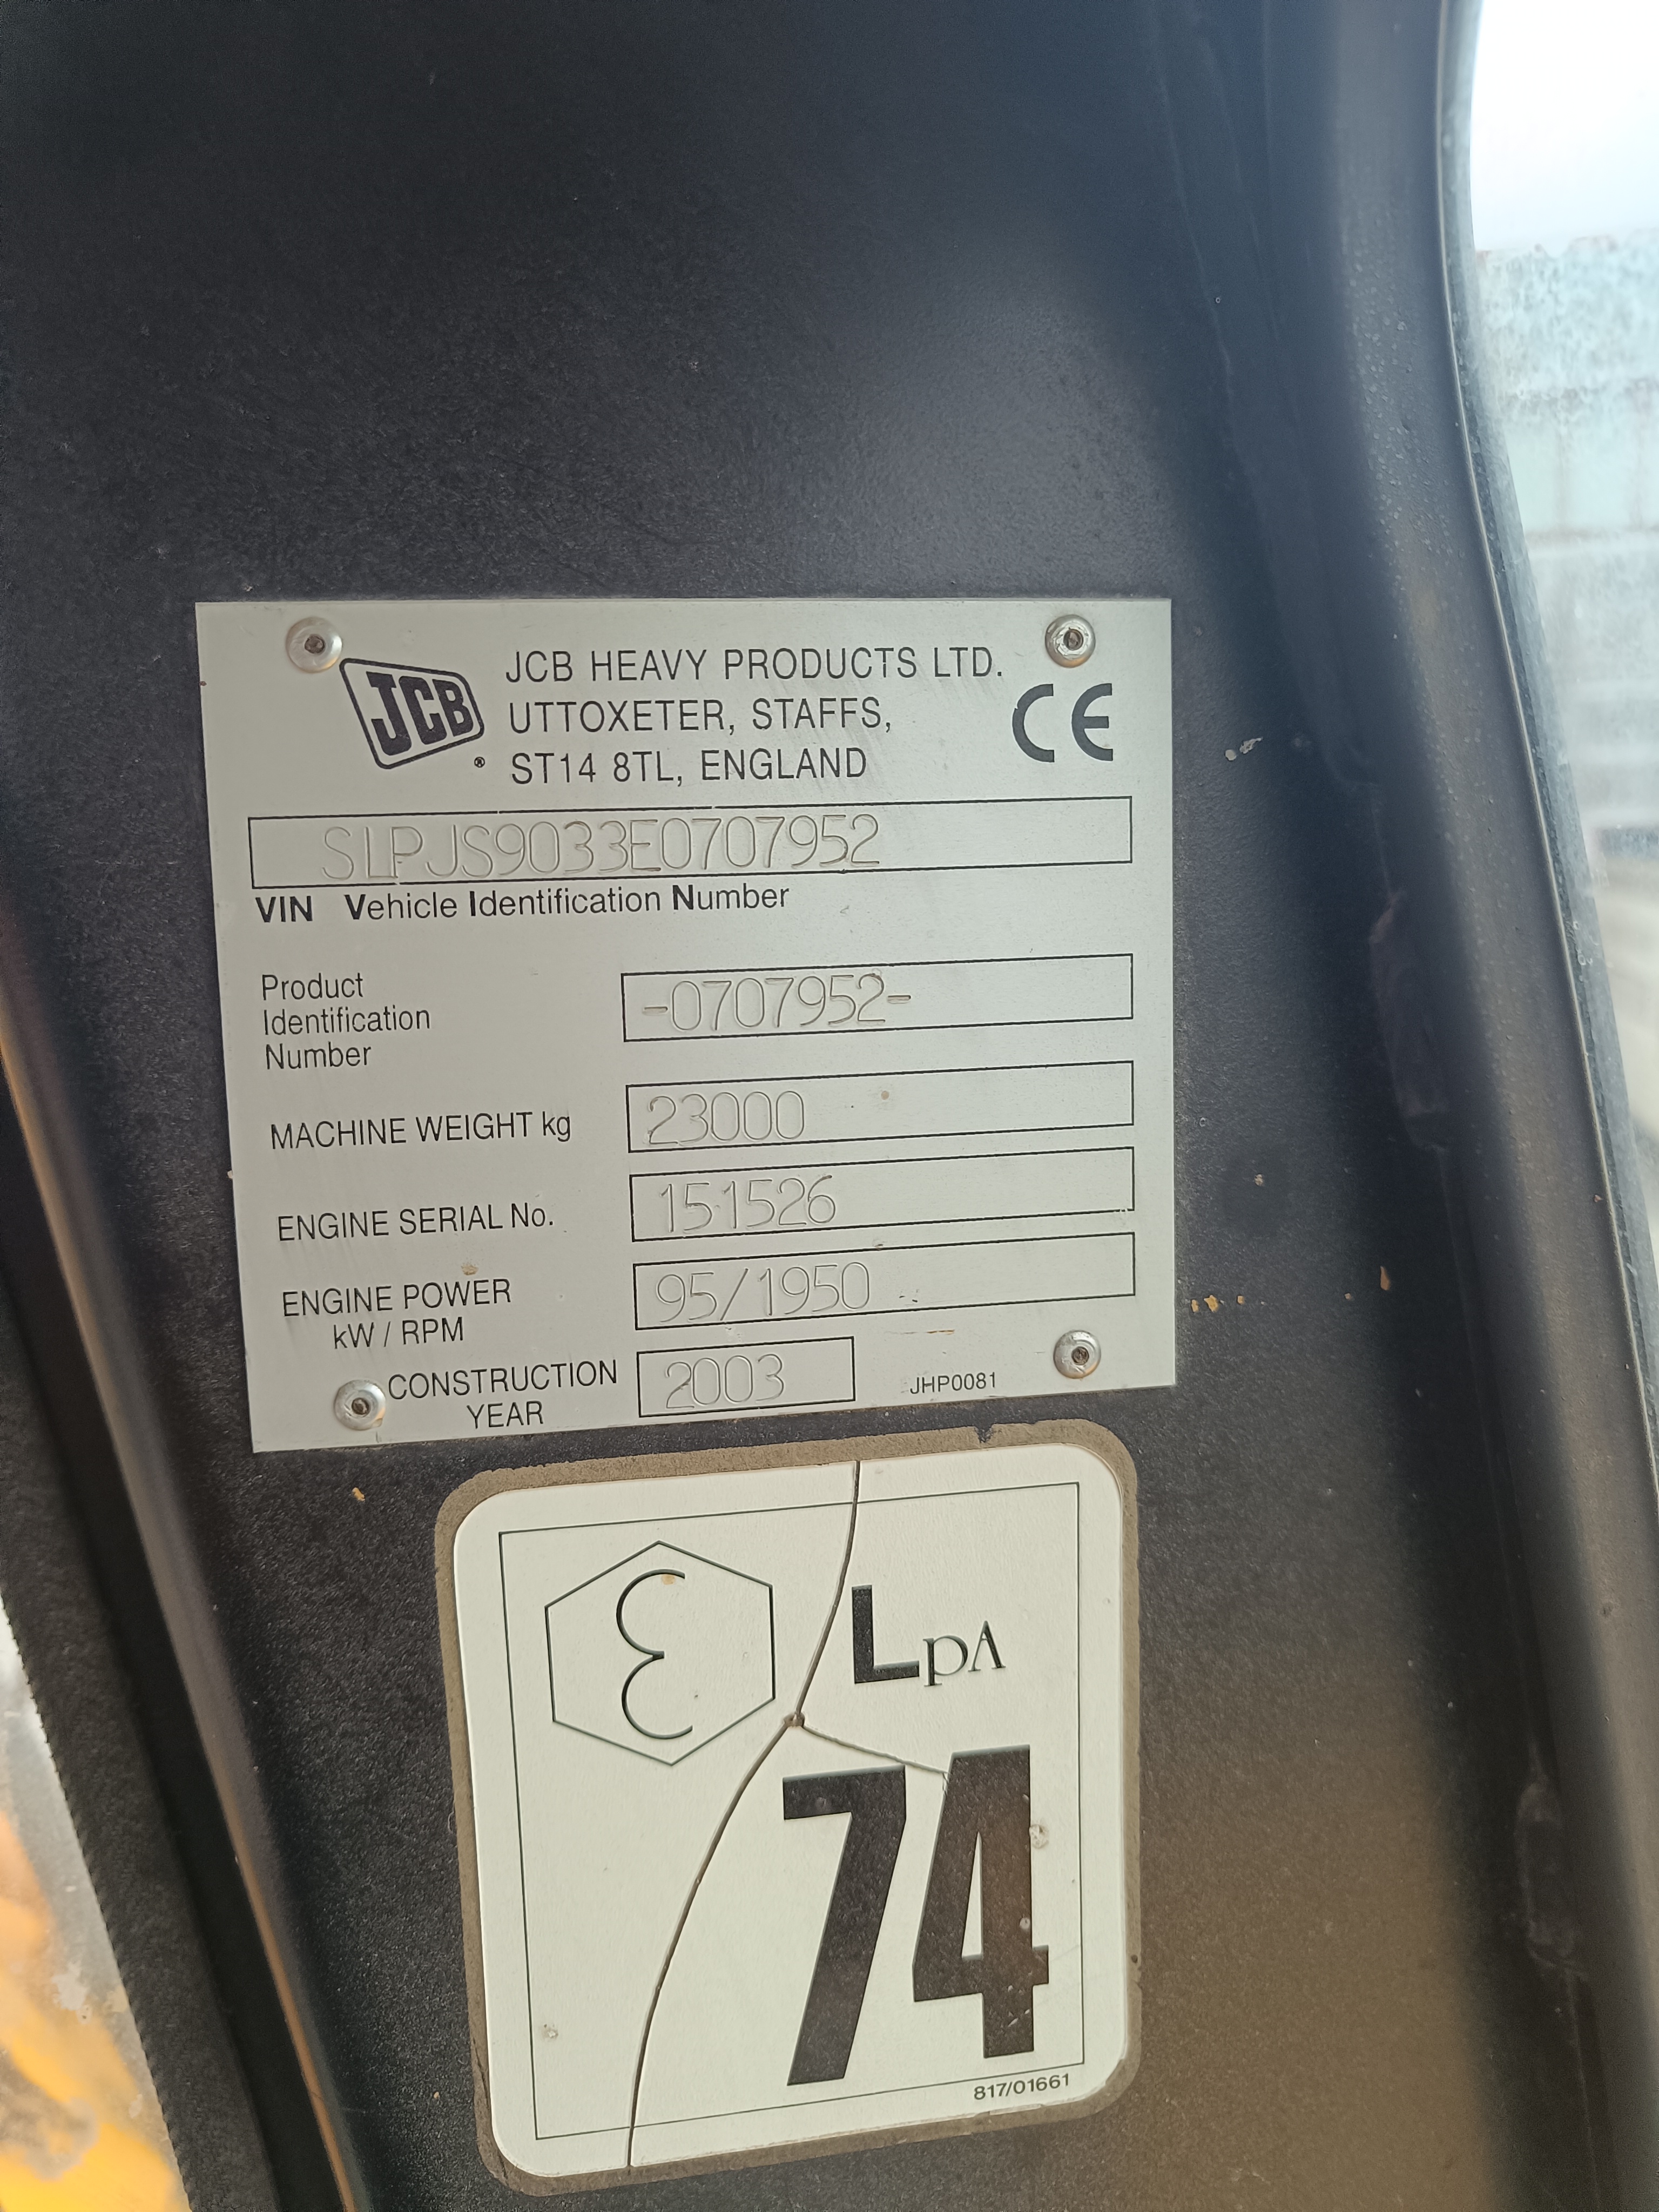 JCB
®
JCB HEAVY PRODUCTS LTD.
UTTOXETER, STAFFS,
ST14 8TL, ENGLAND
CE
SLPJS9033E0707952
VIN Vehicle Identification Number
Product
Identification
Number
-0707952-
MACHINE WEIGHT kg
23000
ENGINE SERIAL No.
151526
ENGINE POWER
kW / RPM
95/1950
CONSTRUCTION
YEAR
2003
JHP0081
LpA
74
817/01661